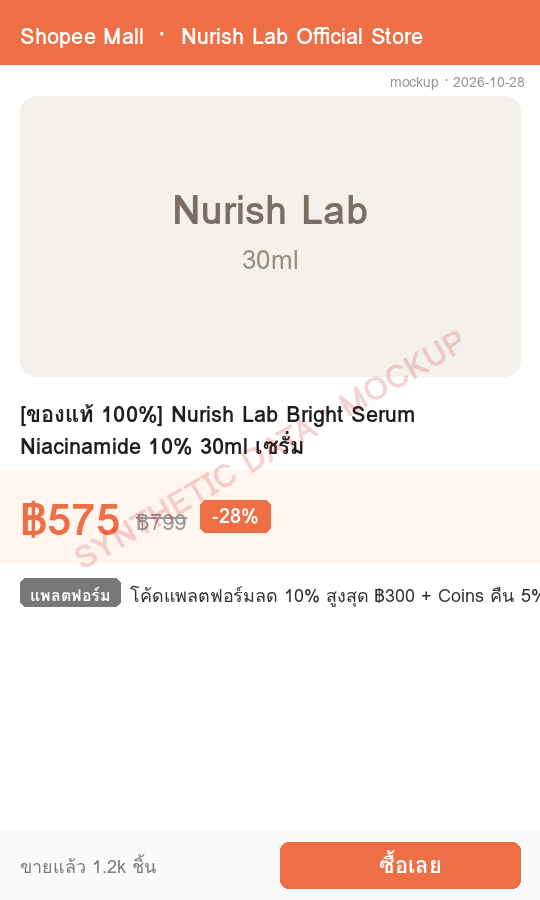 Shopee Mall · Nurish Lab Official Store
mockup · 2026-10-28
Nurish Lab
30ml
[ของแท้ 100%] Nurish Lab Bright Serum
Niacinamide 10% 30ml เซรั่ม
฿575 ฿799 -28%
SYNTHETIC DATA · MOCKUP
แพลตฟอร์ม โค้ดแพลตฟอร์มลด 10% สูงสุด ฿300 + Coins คืน 5%
ขายแล้ว 1.2k ชิ้น ซื้อเลย